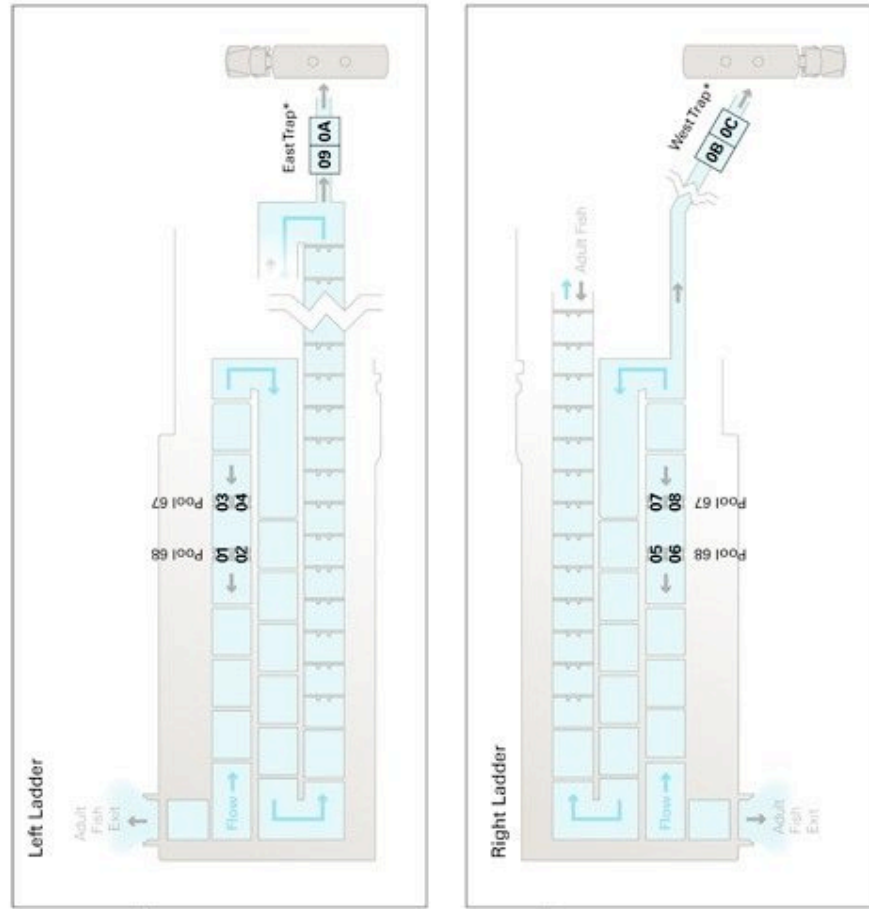 Left Ladder
Adult
Fish
Exit
Flow
Pool 68
01
02
Pool 67
03
04
East Trap*
09 0A
Right Ladder
Adult Fish
West Trap*
0B 0C
07
08
Pool 67
05
06
Pool 68
Flow
Adult
Fish
Exit